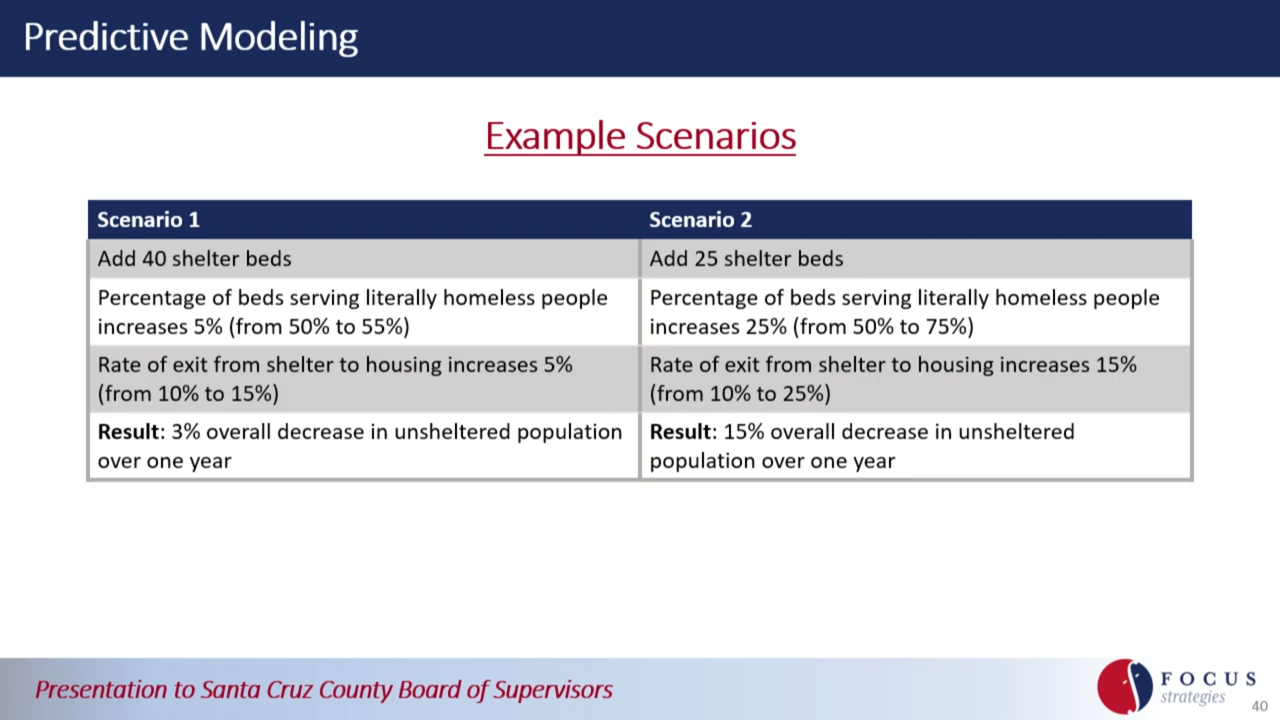 Predictive Modeling
Example Scenarios
Scenario 1
Scenario 2
Add 40 shelter beds
Add 25 shelter beds
Percentage of beds serving literally homeless people
increases 5% (from 50% to 55%)
Percentage of beds serving literally homeless people
increases 25% (from 50% to 75%)
Rate of exit from shelter to housing increases 5%
(from 10% to 15%)
Rate of exit from shelter to housing increases 15%
(from 10% to 25%)
Result: 3% overall decrease in unsheltered population
over one year
Result: 15% overall decrease in unsheltered
population over one year
Presentation to Santa Cruz County Board of Supervisors
FOCUS
strategies
40